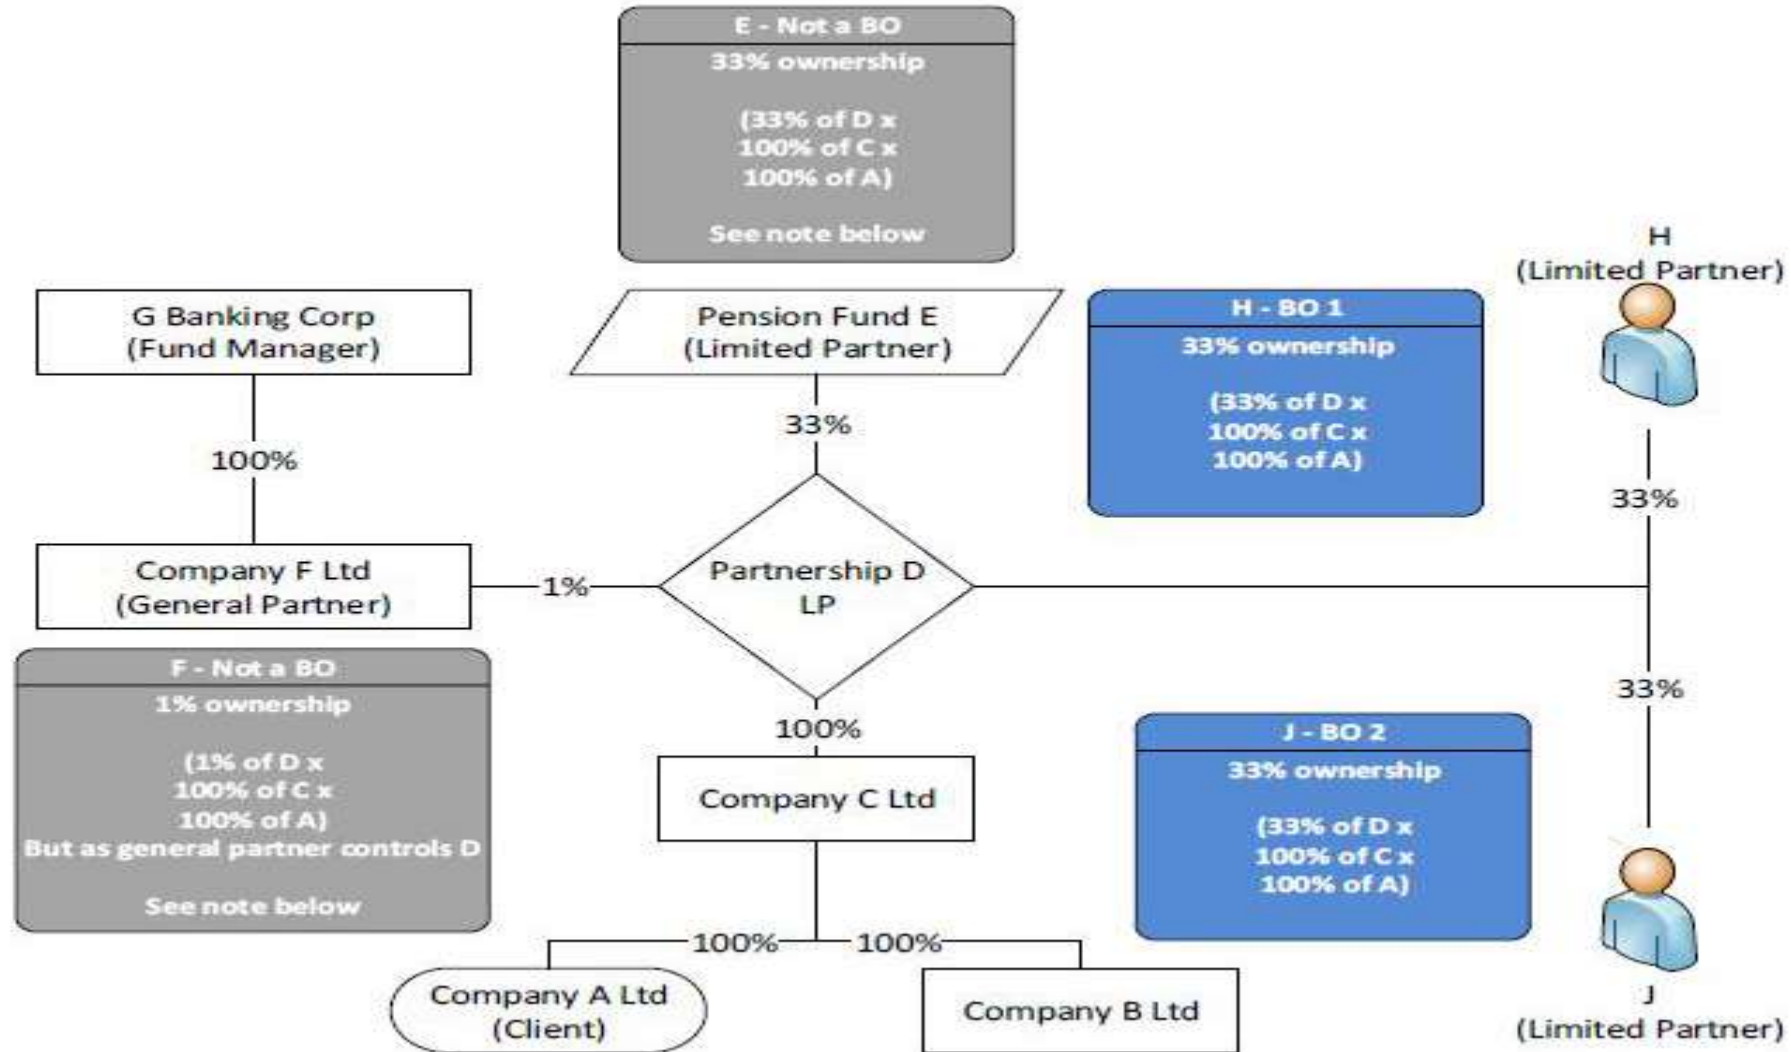 E - Not a BO
33% ownership
(33% of D x
100% of C x
100% of A)
See note below
H
(Limited Partner)
G Banking Corp
(Fund Manager)
Pension Fund E
(Limited Partner)
H - BO 1
33% ownership
(33% of D x
100% of C x
100% of A)
33%
100%
33%
Company F Ltd
(General Partner)
1%
Partnership D
LP
F - Not a BO
1% ownership
(1% of D x
100% of C x
100% of A)
But as general partner controls D
See note below
33%
100%
J - BO 2
33% ownership
(33% of D x
100% of C x
100% of A)
Company C Ltd
100%
100%
Company A Ltd
(Client)
Company B Ltd
J
(Limited Partner)